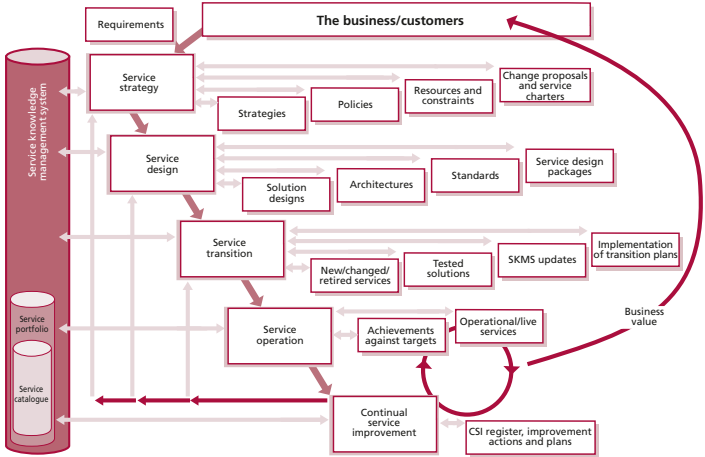 Requirements
The business/customers
Service knowledge
management system
Service
strategy
Strategies
Policies
Resources and
constraints
Change proposals
and service
charters
Service
design
Solution
designs
Architectures
Standards
Service design
packages
Service
transition
New/changed/
retired services
Tested
solutions
SKMS updates
Implementation
of transition plans
Service
portfolio
Service
catalogue
Service
operation
Achievements
against targets
Operational/live
services
Business
value
Continual
service
improvement
CSI register, improvement
actions and plans